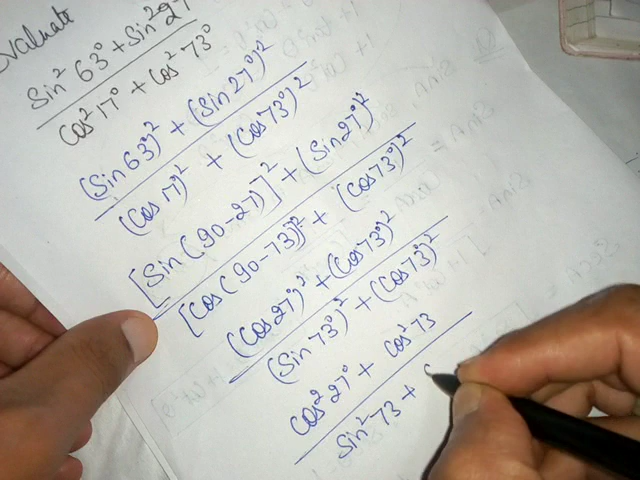 Evaluate
Sin² 63° + Sin² 27
Cos² 17° + Cos² 73°
(Sin 63°)² + (Sin 27°)²
(Cos 17)² + (Cos 73°)²
[Sin(90-27)]² + (Sin 27°)²
[Cos(90-73)]² + (Cos 73°)²
(Cos 27°)² + (Cos 73°)²
(Sin 73°)² + (Cos 73°)²
Cos² 27° + Cos² 73
Sin² 73 +